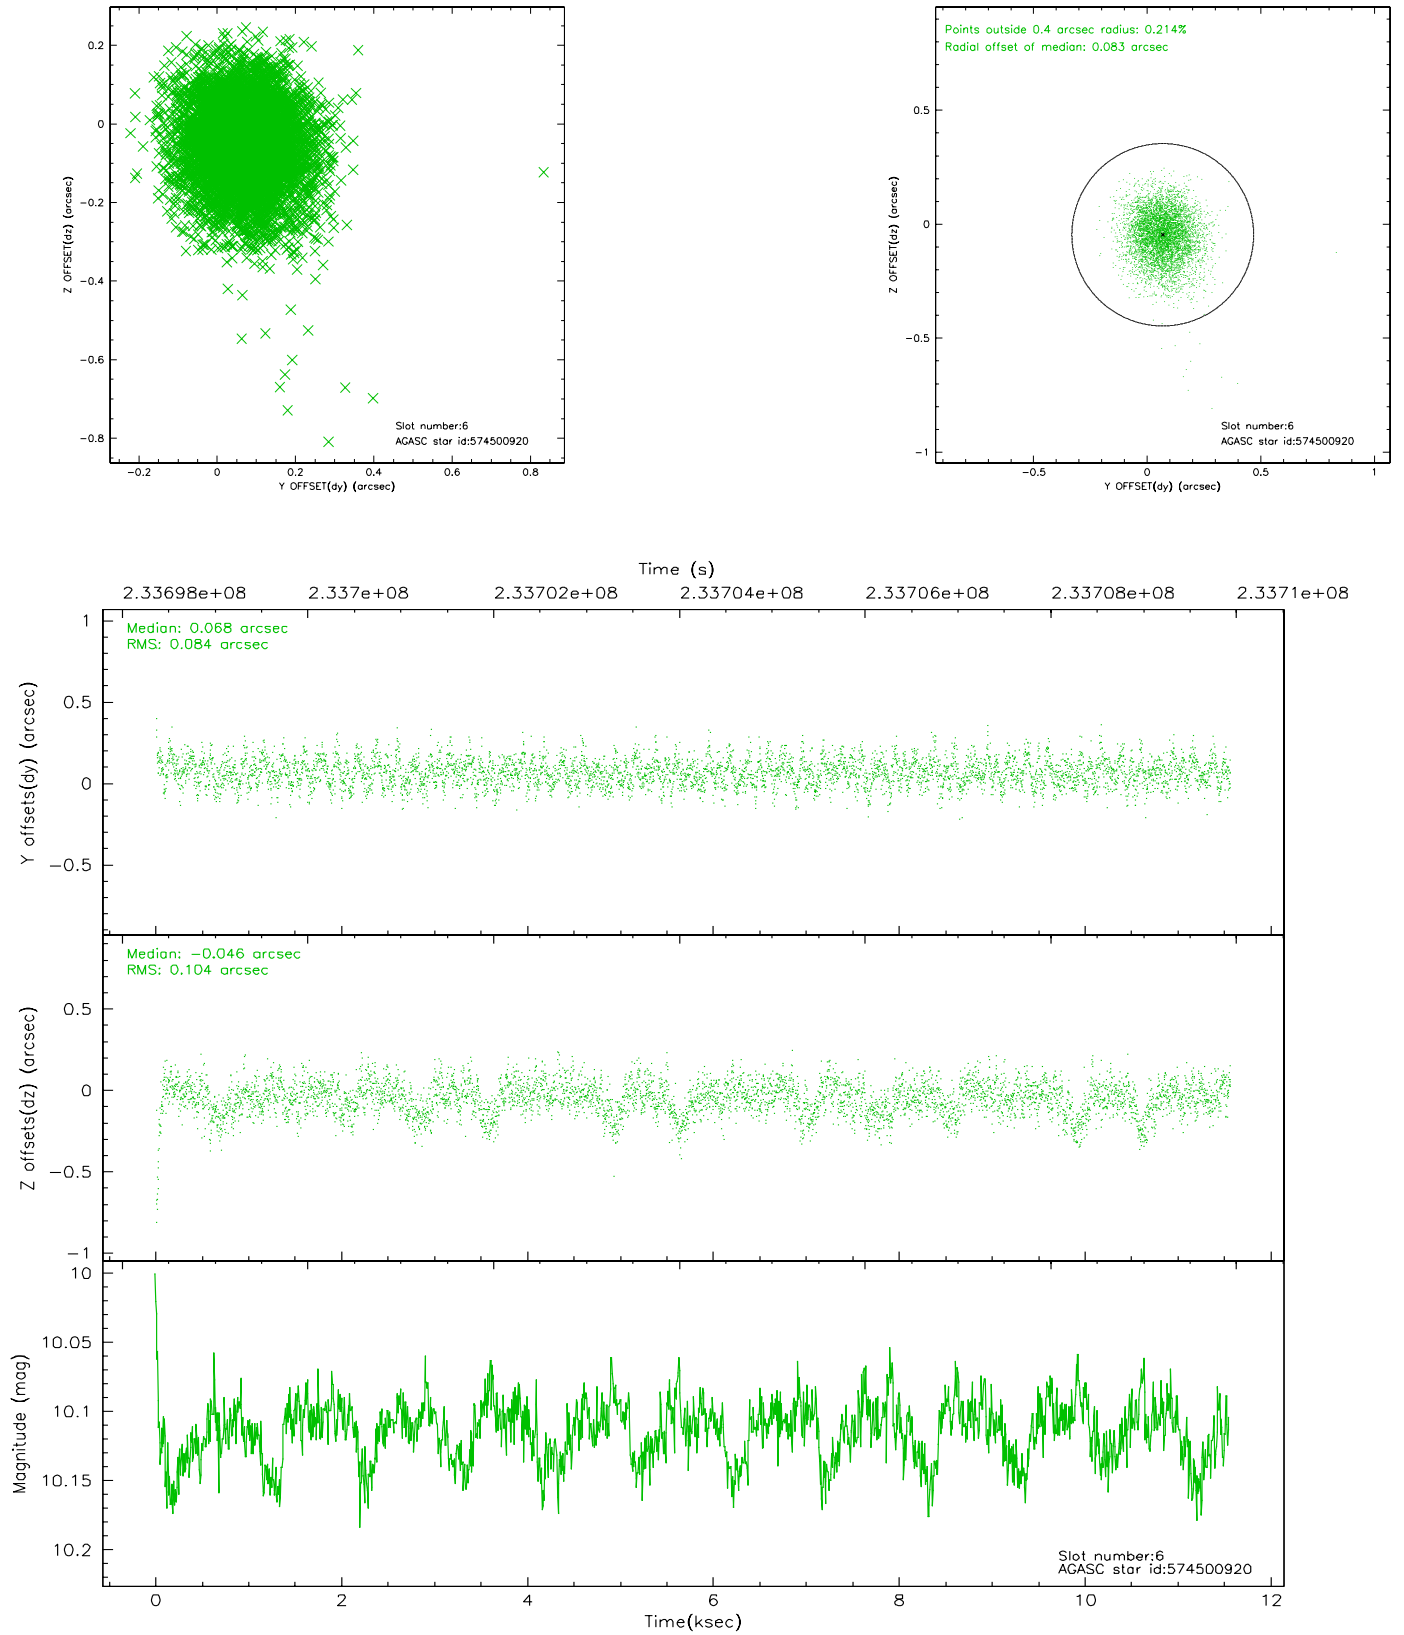 0.2
0
−0.2
−0.4
−0.6
−0.8
Z OFFSET(dz) (arcsec)
−0.2 0 0.2 0.4 0.6 0.8
Y OFFSET(dy) (arcsec)
Slot number:6
AGASC star id:574500920
Points outside 0.4 arcsec radius: 0.214%
Radial offset of median: 0.083 arcsec
0.5
0
−0.5
−1
Z OFFSET(dz) (arcsec)
−0.5 0 0.5 1
Y OFFSET(dy) (arcsec)
Slot number:6
AGASC star id:574500920
Time (s)
2.33698e+08 2.337e+08 2.33702e+08 2.33704e+08 2.33706e+08 2.33708e+08 2.3371e+08
Median: 0.068 arcsec
RMS: 0.084 arcsec
1
0.5
0
−0.5
Y offsets(dy) (arcsec)
Median: −0.046 arcsec
RMS: 0.104 arcsec
0.5
0
−0.5
−1
Z offsets(dz) (arcsec)
10
10.05
10.1
10.15
10.2
Magnitude (mag)
Slot number:6
AGASC star id:574500920
0 2 4 6 8 10 12
Time(ksec)